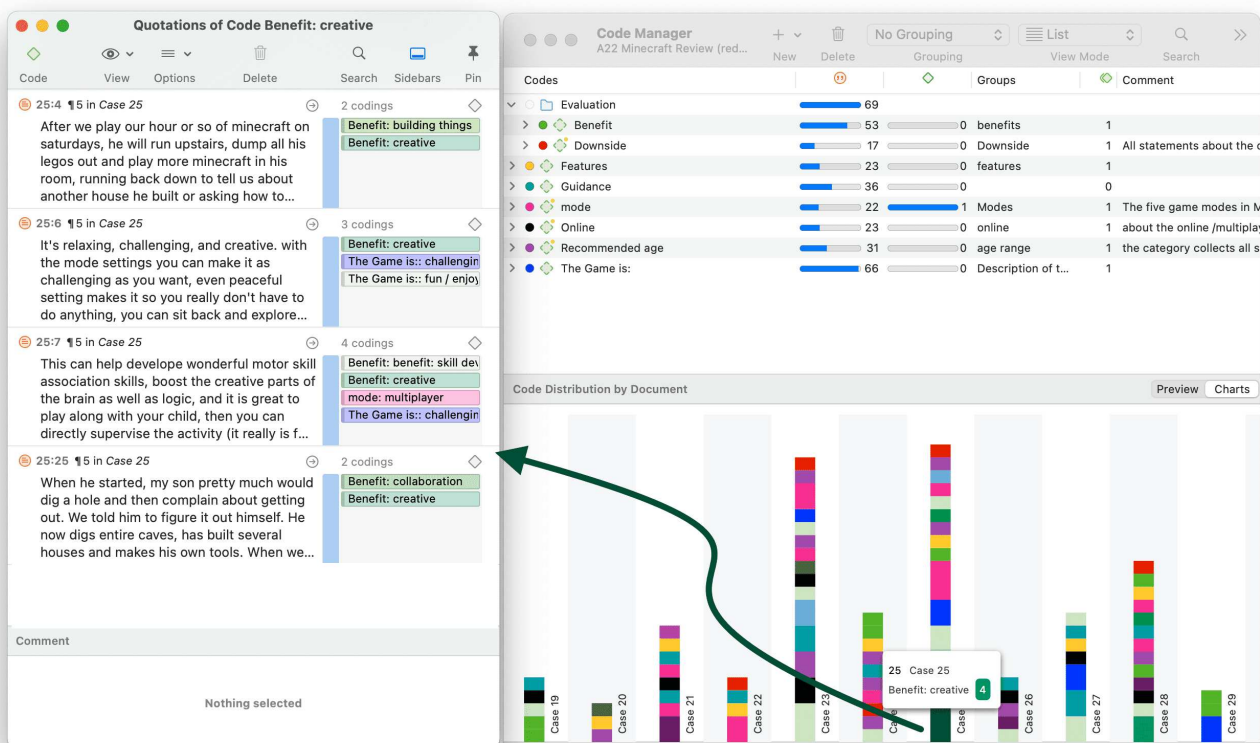 Quotations of Code Benefit: creative
Code View Options Delete Search Sidebars Pin
25:4 ¶ 5 in Case 25
2 codings
After we play our hour or so of minecraft on
saturdays, he will run upstairs, dump all his
legos out and play more minecraft in his
room, running back down to tell us about
another house he built or asking how to...
Benefit: building things
Benefit: creative
25:6 ¶ 5 in Case 25
3 codings
It's relaxing, challenging, and creative. with
the mode settings you can make it as
challenging as you want, even peaceful
setting makes it so you really don't have to
do anything, you can sit back and explore...
Benefit: creative
The Game is:: challengin
The Game is:: fun / enjoy
25:7 ¶ 5 in Case 25
4 codings
This can help develope wonderful motor skill
association skills, boost the creative parts of
the brain as well as logic, and it is great to
play along with your child, then you can
directly supervise the activity (it really is f...
Benefit: benefit: skill dev
Benefit: creative
mode: multiplayer
The Game is:: challengin
25:25 ¶ 5 in Case 25
2 codings
When he started, my son pretty much would
dig a hole and then complain about getting
out. We told him to figure it out himself. He
now digs entire caves, has built several
houses and makes his own tools. When we...
Benefit: collaboration
Benefit: creative
Comment
Nothing selected
Code Manager
A22 Minecraft Review (red...
New Delete
No Grouping
Grouping
List
View Mode
Search
Codes Groups Comment
Evaluation 69
Benefit 53 0 benefits 1
Downside 17 0 Downside 1 All statements about the c
Features 23 0 features 1
Guidance 36 0 0
mode 22 1 Modes 1 The five game modes in M
Online 23 0 online 1 about the online /multiplay
Recommended age 31 0 age range 1 the category collects all s
The Game is: 66 0 Description of t... 1
Code Distribution by Document
Preview Charts
25 Case 25
Benefit: creative 4
Case 19
Case 20
Case 21
Case 22
Case 23
Case
Case 26
Case 27
Case 28
Case 29